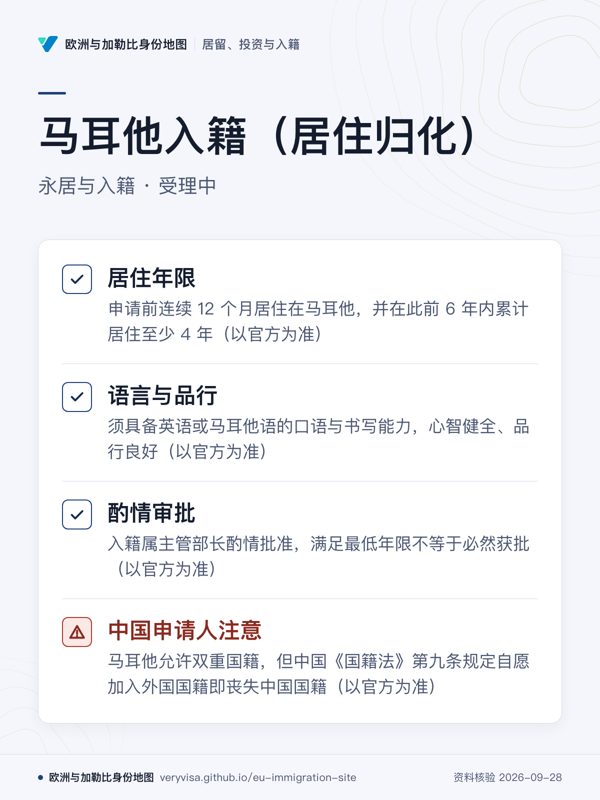 欧洲与加勒比身份地图 居留、投资与入籍
马耳他入籍（居住归化）
永居与入籍 · 受理中
居住年限
申请前连续 12 个月居住在马耳他，并在此前 6 年内累计
居住至少 4 年（以官方为准）
语言与品行
须具备英语或马耳他语的口语与书写能力，心智健全、品
行良好（以官方为准）
酌情审批
入籍属主管部长酌情批准，满足最低年限不等于必然获批
（以官方为准）
中国申请人注意
马耳他允许双重国籍，但中国《国籍法》第九条规定自愿
加入外国国籍即丧失中国国籍（以官方为准）
欧洲与加勒比身份地图 veryvisa.github.io/eu-immigration-site 资料核验 2026-09-28